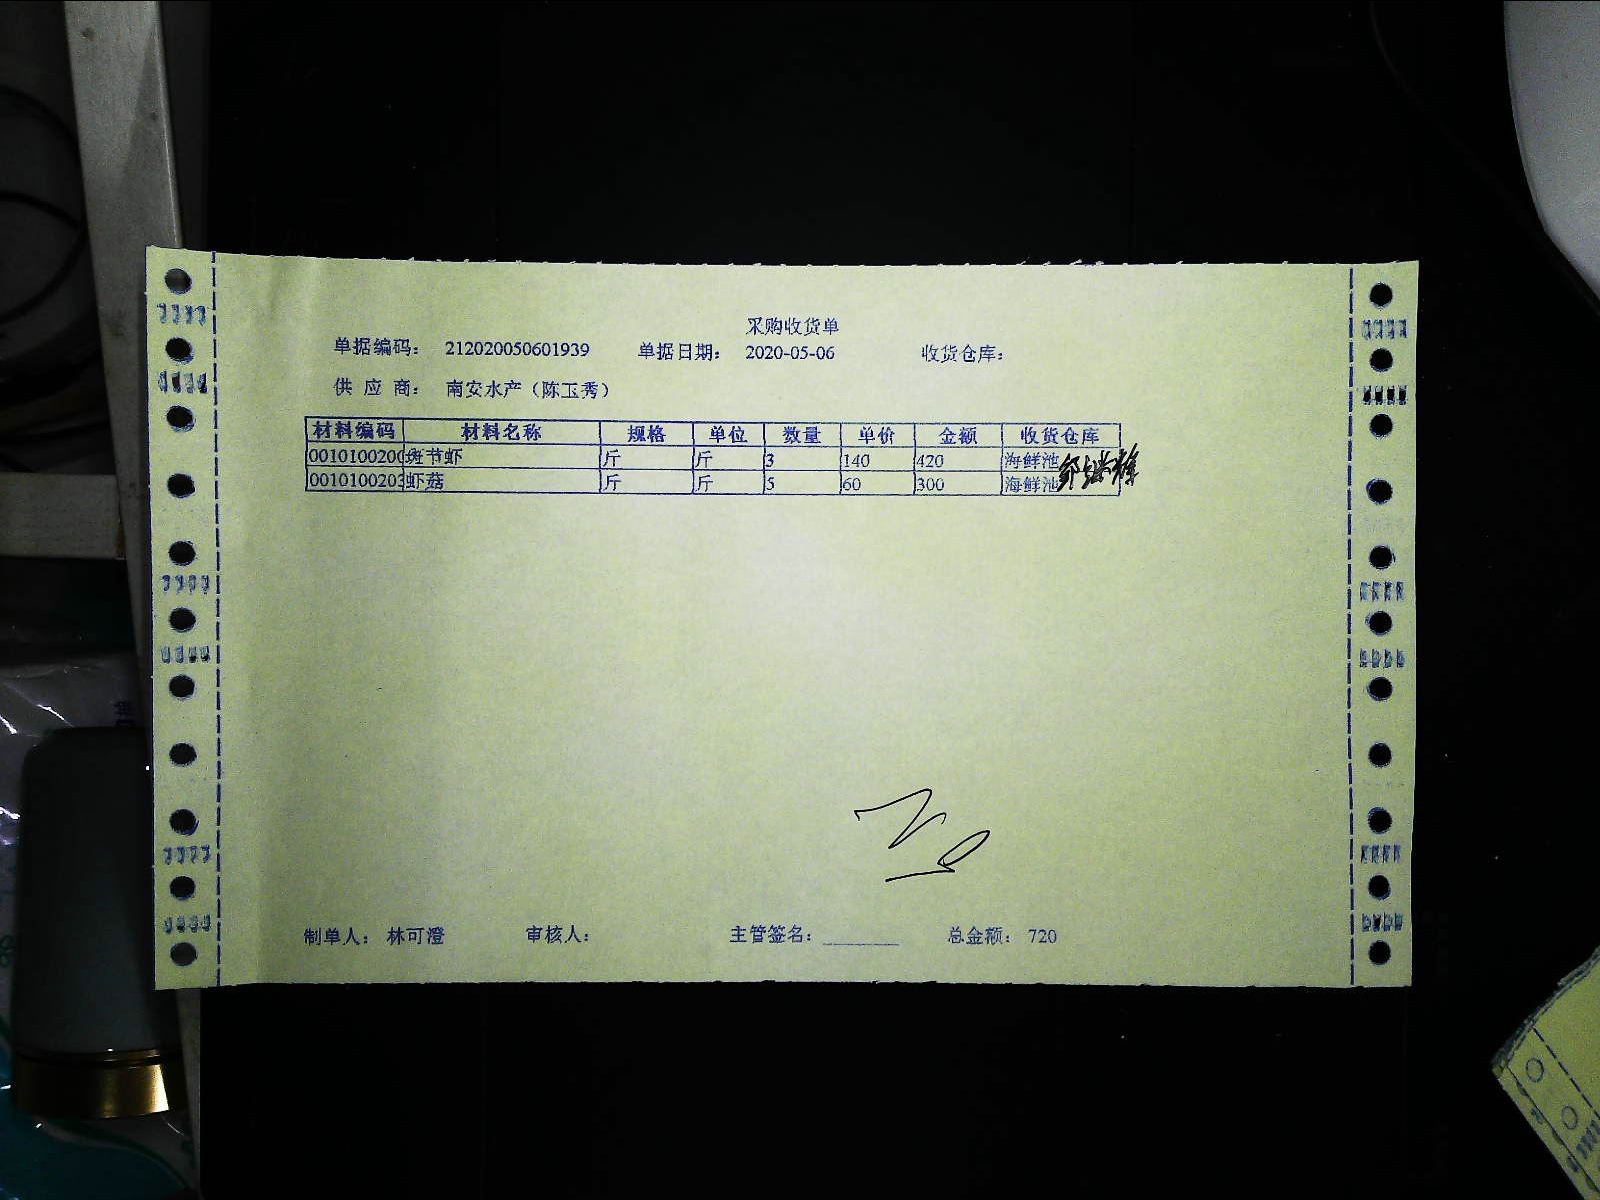 采购收货单
单据编码： 212020050601939 单据日期： 2020-05-06 收货仓库：
供 应 商： 南安水产（陈玉秀）
材料编码 材料名称 规格 单位 数量 单价 金额 收货仓库
0010100200 斑节虾 斤 斤 3 140 420 海鲜池
0010100203 虾菇 斤 斤 5 60 300 海鲜池
制单人： 林可澄 审核人： 主管签名：________ 总金额： 720